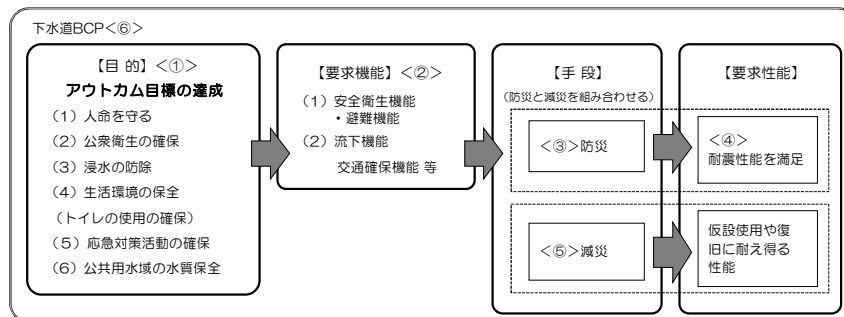 下水道BCP<⑥>
【目 的】<①>
アウトカム目標の達成
(1)人命を守る
(2)公衆衛生の確保
(3)浸水の防除
(4)生活環境の保全
(トイレの使用の確保)
(5)応急対策活動の確保
(6)公共用水域の水質保全
【要求機能】<②>
(1)安全衛生機能
・避難機能
(2)流下機能
交通確保機能 等
【手 段】
(防災と減災を組み合わせる)
<③>防災
<⑤>減災
【要求性能】
<④>
耐震性能を満足
仮設使用や復
旧に耐え得る
性能